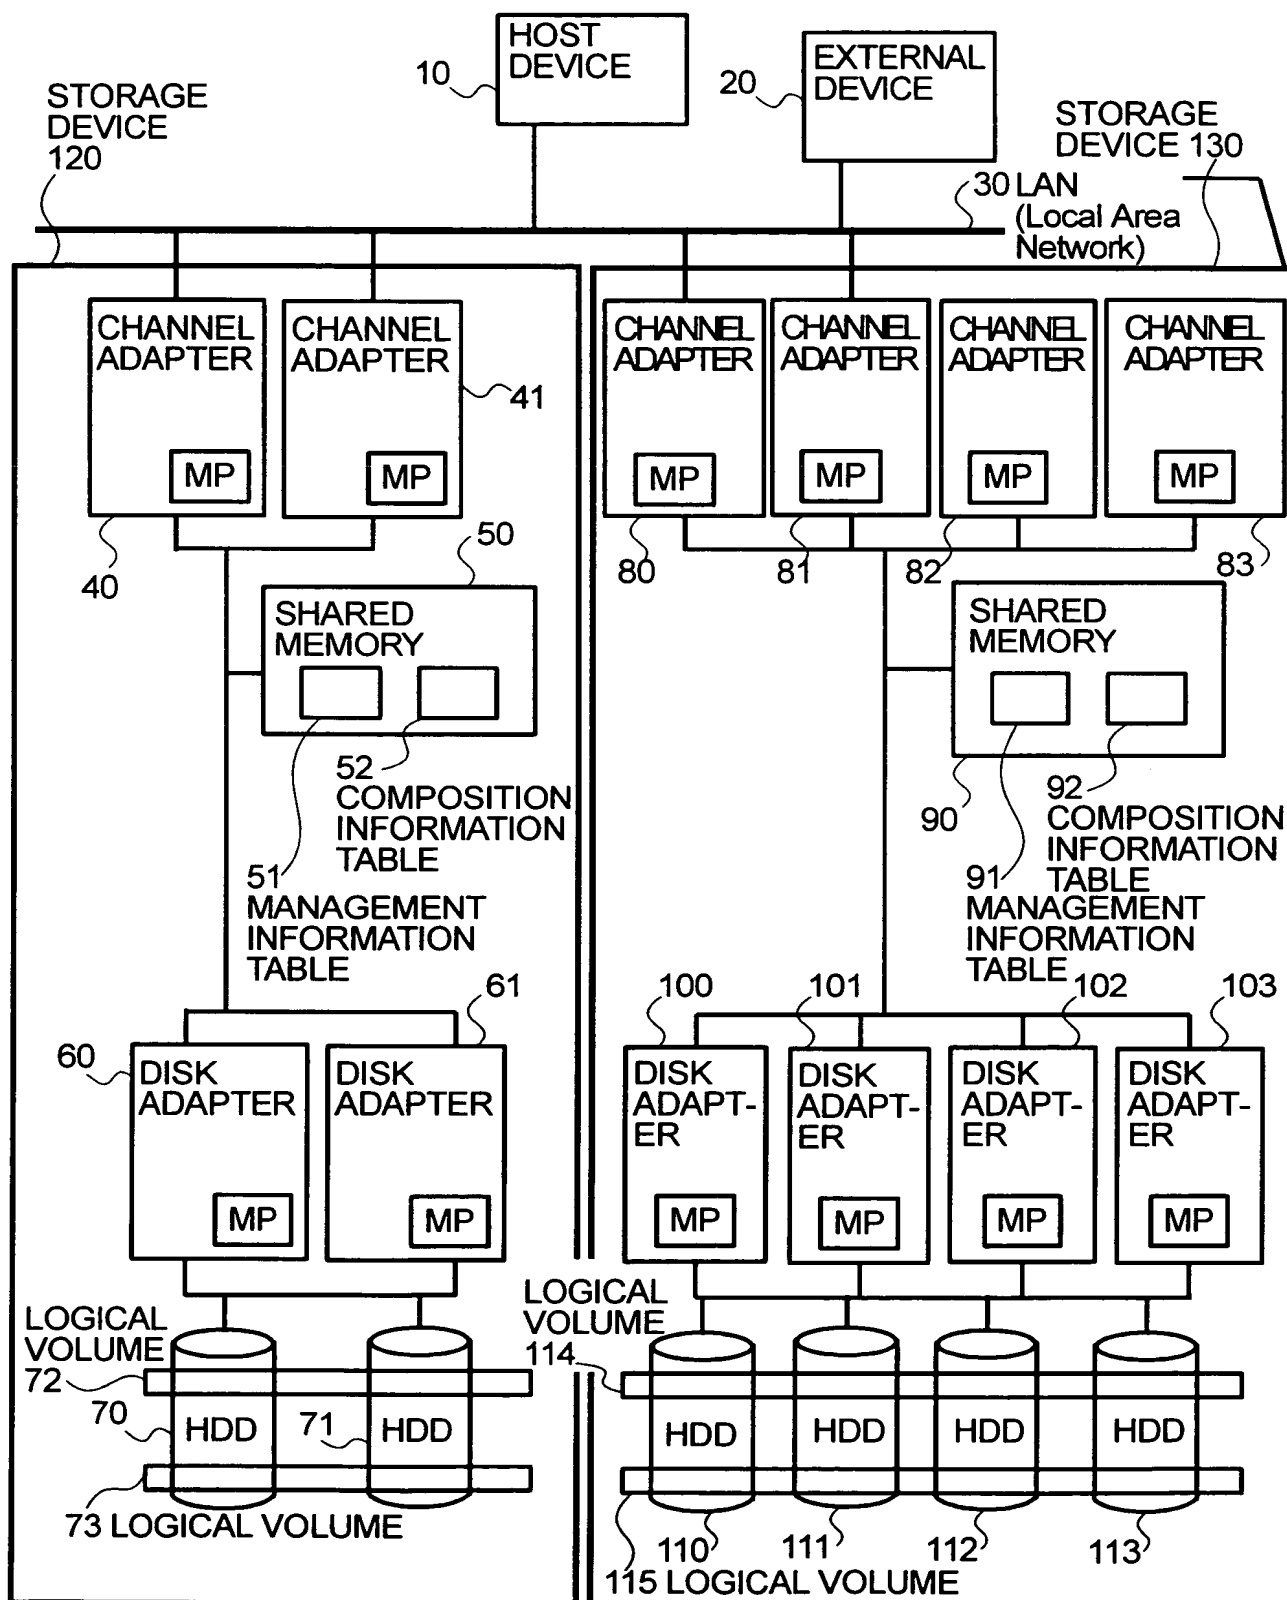 HOST
DEVICE
10
EXTERNAL
DEVICE
20
STORAGE
DEVICE
120
STORAGE
DEVICE 130
30 LAN
(Local Area
Network)
CHANNEL
ADAPTER
MP
40
CHANNEL
ADAPTER
MP
41
CHANNEL
ADAPTER
MP
80
CHANNEL
ADAPTER
MP
81
CHANNEL
ADAPTER
MP
82
CHANNEL
ADAPTER
MP
83
50
SHARED
MEMORY
52
COMPOSITION
INFORMATION
TABLE
51
MANAGEMENT
INFORMATION
TABLE
SHARED
MEMORY
90
92
COMPOSITION
INFORMATION
TABLE
91
MANAGEMENT
INFORMATION
TABLE
60
DISK
ADAPTER
MP
61
DISK
ADAPTER
MP
100
DISK
ADAPT-
ER
MP
101
DISK
ADAPT-
ER
MP
102
DISK
ADAPT-
ER
MP
103
DISK
ADAPT-
ER
MP
LOGICAL
VOLUME
72
70
HDD
71
HDD
73 LOGICAL VOLUME
LOGICAL
VOLUME
114
HDD
HDD
HDD
HDD
110
111
112
113
115 LOGICAL VOLUME